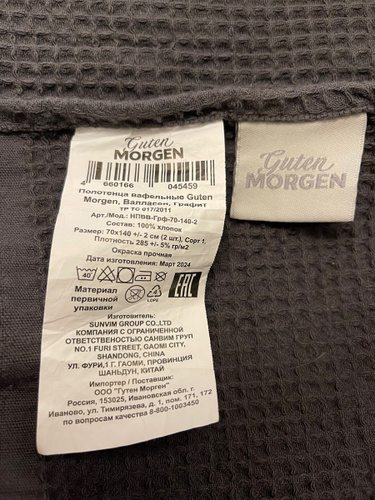 Guten
MORGEN
4 660166 045459
Полотенца вафельные Guten
Morgen, Валласен, Графит
ТР ТС 017/2011
Арт./Мод.: НПВВ-Грф-70-140-2
Состав: 100% Хлопок
Размер: 70х140 +/- 2 см (2 шт.), Сорт I.
Плотность 285 +/- 5% гр/м2
Окраска прочная
Дата изготовления: Март 2024
40
Материал
первичной
упаковки
4
LDPE
EAC
Изготовитель:
SUNVIM GROUP CO.,LTD
КОМПАНИЯ С ОГРАНИЧЕННОЙ
ОТВЕТСТВЕННОСТЬЮ САНВИМ ГРУП
NO.1 FURI STREET, GAOMI CITY,
SHANDONG, CHINA
УЛ. ФУРИ,1 Г. ГАОМИ, ПРОВИНЦИЯ
ШАНЬДУН, КИТАЙ
Импортер / Поставщик:
ООО "Гутен Морген"
Россия, 153025, Ивановская обл. г.
Иваново, ул. Тимирязева, д. 1, пом. 171, 172
по вопросам качества 8-800-1003450
Guten
MORGEN